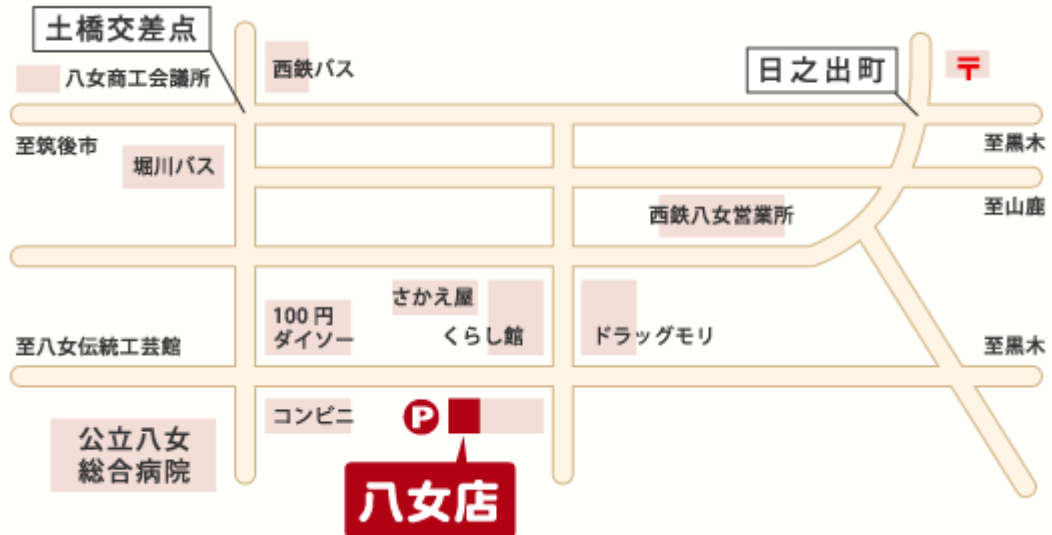 土橋交差点
八女商工会議所
西鉄バス
日之出町
〒
至筑後市
至黒木
堀川バス
至山鹿
西鉄八女営業所
さかえ屋
100円
ダイソー
くらし館
ドラッグモリ
至八女伝統工芸館
至黒木
コンビニ
P
公立八女
総合病院
八女店